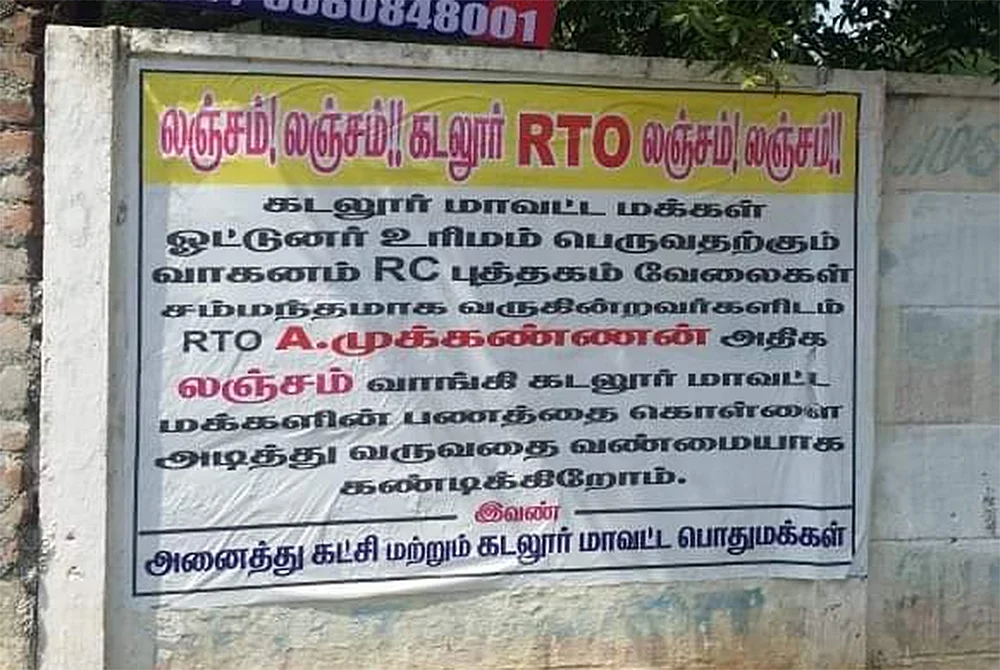 8680848001
லஞ்சம்! லஞ்சம்!! கடலூர் RTO லஞ்சம்! லஞ்சம்!!
கடலூர் மாவட்ட மக்கள்
ஓட்டுனர் உரிமம் பெருவதற்கும்
வாகனம் RC புத்தகம் வேலைகள்
சம்மந்தமாக வருகின்றவர்களிடம்
RTO A.முக்கண்ணன் அதிக
லஞ்சம் வாங்கி கடலூர் மாவட்ட
மக்களின் பணத்தை கொள்ளை
அடித்து வருவதை வண்மையாக
கண்டிக்கிறோம்.
இவண்
அனைத்து கட்சி மற்றும் கடலூர் மாவட்ட பொதுமக்கள்